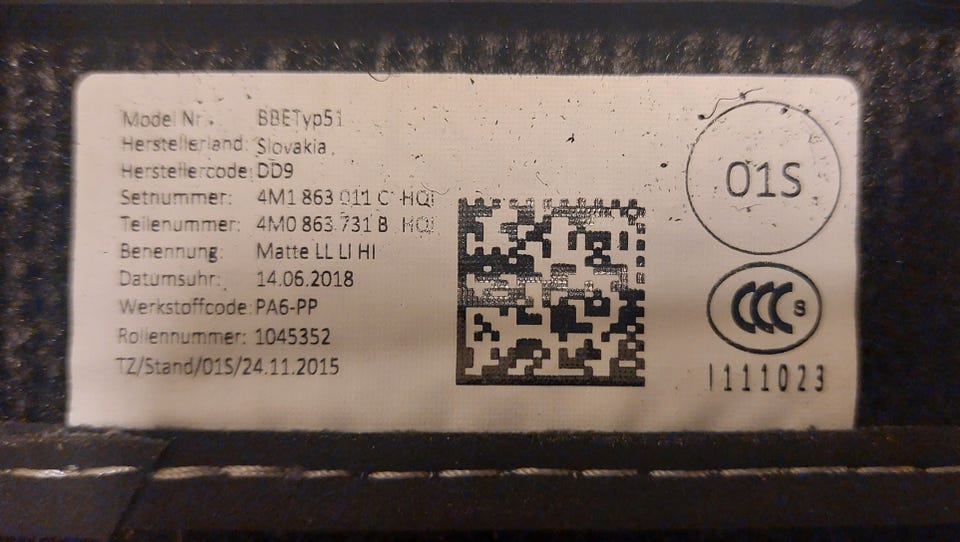 Model Nr. BBETyp51
Herstellerland: Slovakia
Herstellercode: DD9
Setnummer: 4M1 863 011 C HQI
Teilenummer: 4M0 863 731 B HQI
Benennung: Matte LL LI HI
Datumsuhr: 14.06.2018
Werkstoffcode: PA6-PP
Rollennummer: 1045352
TZ/Stand/01S/24.11.2015
01S
CCC S
I111023